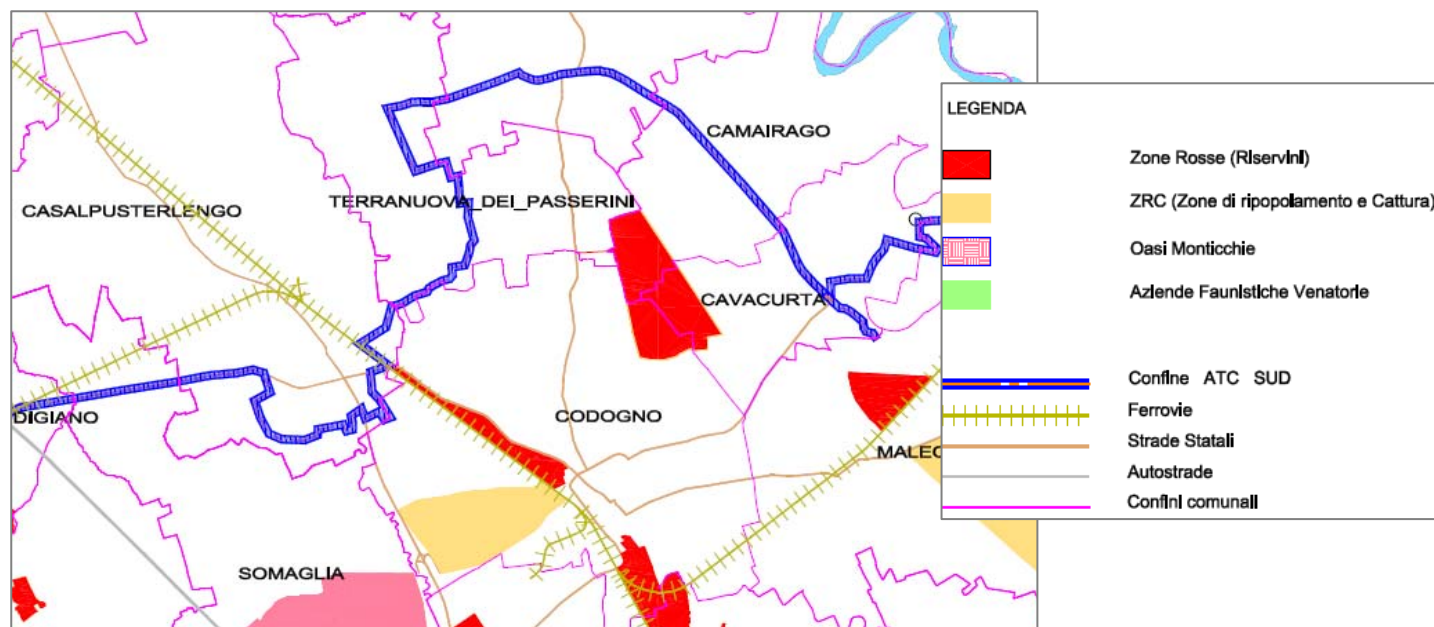 CAMAIRAGO
CASALPUSTERLENGO
TERRANUOVA_DEI_PASSERINI
CAVACURTA
DIGIANO
CODOGNO
MALEO
SOMAGLIA
LEGENDA
Zone Rosse (Riservini)
ZRC (Zone di ripopolamento e Cattura)
Oasi Monticchie
Aziende Faunistiche Venatorie
Confine ATC SUD
Ferrovie
Strade Statali
Autostrade
Confini comunali